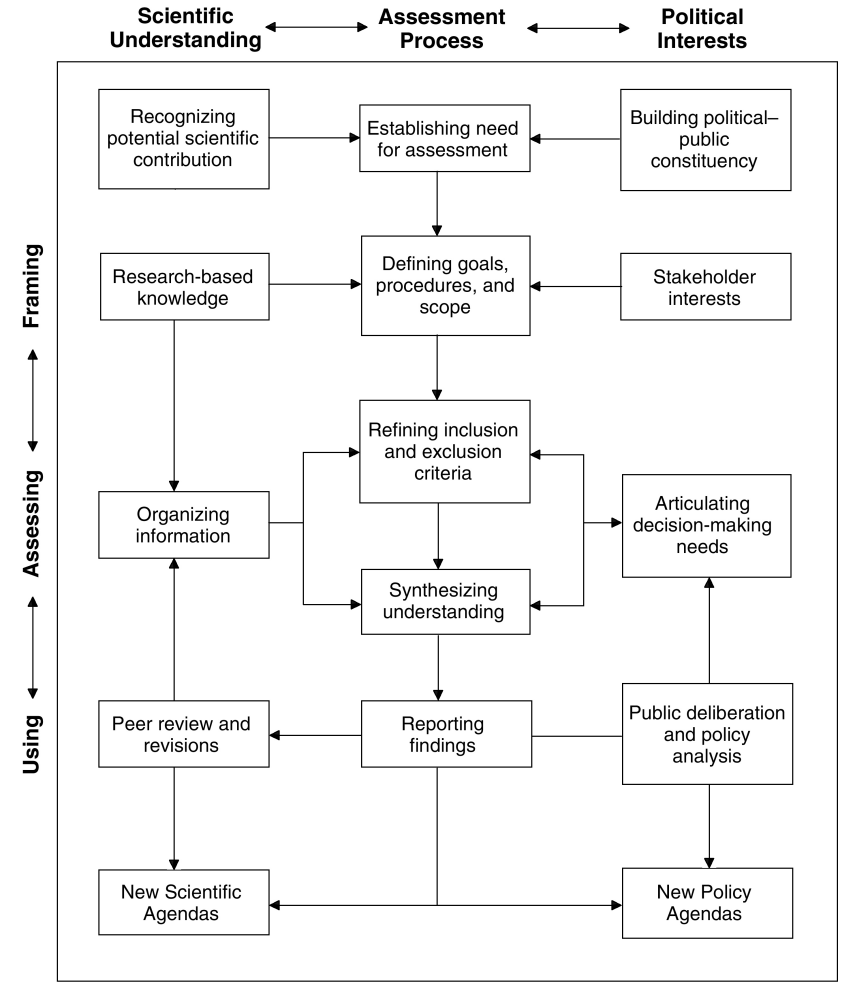 Scientific
Understanding
Assessment
Process
Political
Interests
Framing
Assessing
Using
Recognizing
potential scientific
contribution
Establishing need
for assessment
Building political–
public
constituency
Research-based
knowledge
Defining goals,
procedures, and
scope
Stakeholder
interests
Refining inclusion
and exclusion
criteria
Organizing
information
Articulating
decision-making
needs
Synthesizing
understanding
Peer review and
revisions
Reporting
findings
Public deliberation
and policy
analysis
New Scientific
Agendas
New Policy
Agendas